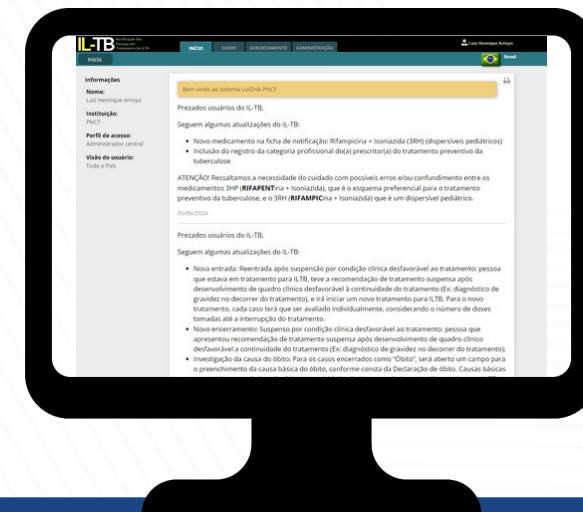 IL-TB
Notificação das
Pessoas em
Tratamento de ILTB
INÍCIO CASOS GERENCIAMENTO ADMINISTRAÇÃO
Luiz Henrique Arroyo
Início
Brasil
Informações
Nome:
Luiz Henrique Arroyo
Instituição:
PNCT
Perfil de acesso:
Administrador central
Visão do usuário:
Todo o País
Bem vindo ao sistema LUIZHA-PNCT
Prezados usuários do IL-TB,
Seguem algumas atualizações do IL-TB:
Novo medicamento na ficha de notificação: Rifampicina + Isoniazida (3RH) (dispersíveis pediátricos)
Inclusão do registro da categoria profissional do(a) prescritor(a) do tratamento preventivo da
tuberculose
ATENÇÃO! Ressaltamos a necessidade do cuidado com possíveis erros e/ou confundimento entre os
medicamentos 3HP (RIFAPENTina + Isoniazida), que é o esquema preferencial para o tratamento
preventivo da tuberculose, e o 3RH (RIFAMPICina + Isoniazida) que é um dispersível pediátrico.
05/06/2024
Prezados usuários do IL-TB,
Seguem algumas atualizações do IL-TB:
Nova entrada: Reentrada após suspensão por condição clínica desfavorável ao tratamento: pessoa
que estava em tratamento para ILTB, teve a recomendação de tratamento suspensa após
desenvolvimento de quadro clínico desfavorável à continuidade do tratamento (Ex: diagnóstico de
gravidez no decorrer do tratamento), e irá iniciar um novo tratamento para ILTB. Para o novo
tratamento, cada caso terá que ser avaliado individualmente, considerando o número de doses
tomadas até a interrupção do tratamento.
Novo encerramento: Suspenso por condição clínica desfavorável ao tratamento: pessoa que
apresentou recomendação de tratamento suspensa após desenvolvimento de quadro clínico
desfavorável a continuidade do tratamento (Ex: diagnóstico de gravidez no decorrer do tratamento);
Investigação da causa do óbito: Para os casos encerrados como "Óbito", será aberto um campo para
o preenchimento da causa básica do óbito, conforme consta da Declaração de óbito. Causas básicas